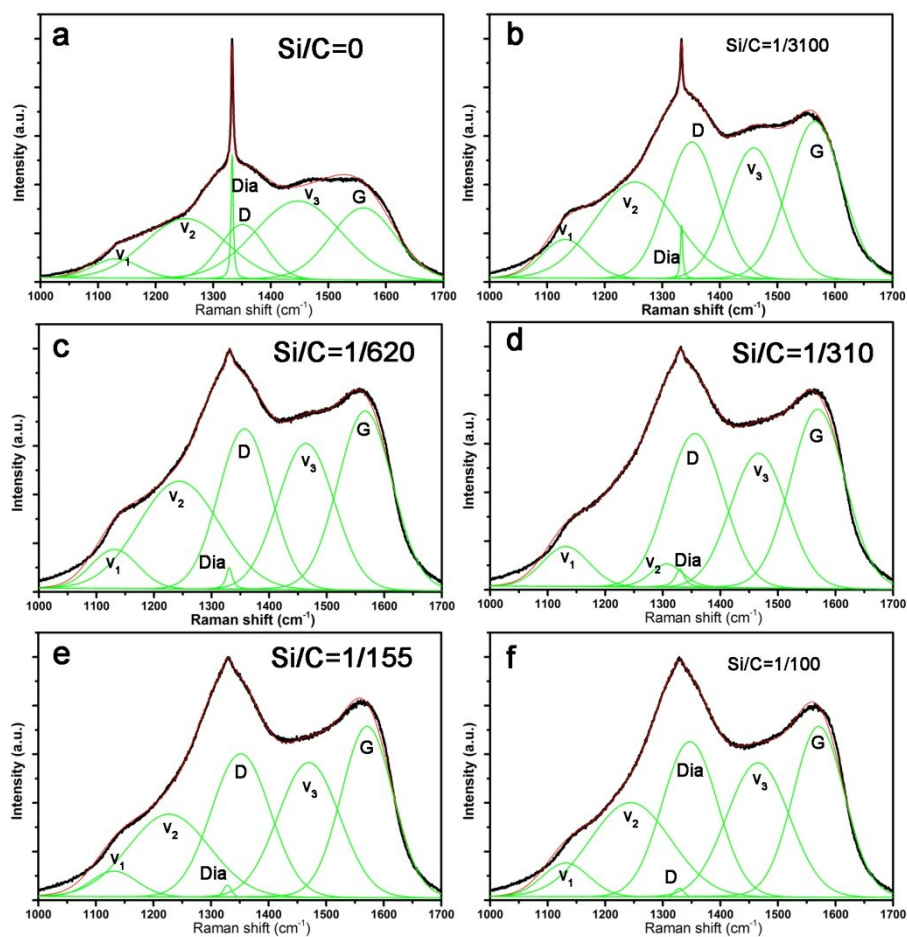 a
Si/C=0
Intensity (a.u.)
Dia
D
v3
G
v2
v1
1000 1100 1200 1300 1400 1500 1600 1700
Raman shift (cm-1)
b
Si/C=1/3100
Intensity (a.u.)
D
G
v3
v2
v1
Dia
1000 1100 1200 1300 1400 1500 1600 1700
Raman shift (cm-1)
c
Si/C=1/620
Intensity (a.u.)
D
G
v3
v2
v1
Dia
1000 1100 1200 1300 1400 1500 1600 1700
Raman shift (cm-1)
d
Si/C=1/310
Intensity (a.u.)
D
G
v3
v1
v2
Dia
1000 1100 1200 1300 1400 1500 1600 1700
Raman shift (cm-1)
e
Si/C=1/155
Intensity (a.u.)
D
G
v3
v2
v1
Dia
1000 1100 1200 1300 1400 1500 1600 1700
Raman shift (cm-1)
f
Si/C=1/100
Intensity (a.u.)
Dia
G
v3
v2
v1
D
1000 1100 1200 1300 1400 1500 1600 1700
Raman shift (cm-1)